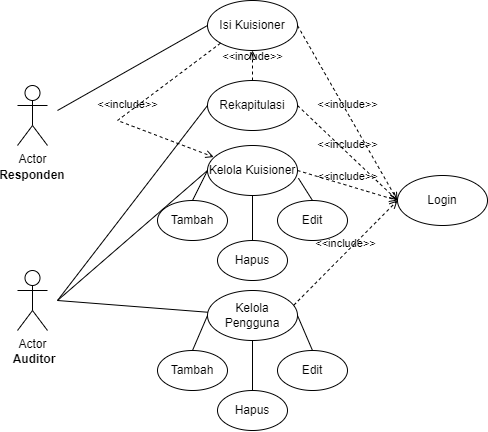 Isi Kuisioner
<<include>>
<<include>>
Rekapitulasi
<<include>>
Actor
Responden
<<include>>
Kelola Kuisioner
<<include>>
Login
Tambah
Edit
Hapus
<<include>>
Kelola
Pengguna
Actor
Auditor
Tambah
Edit
Hapus